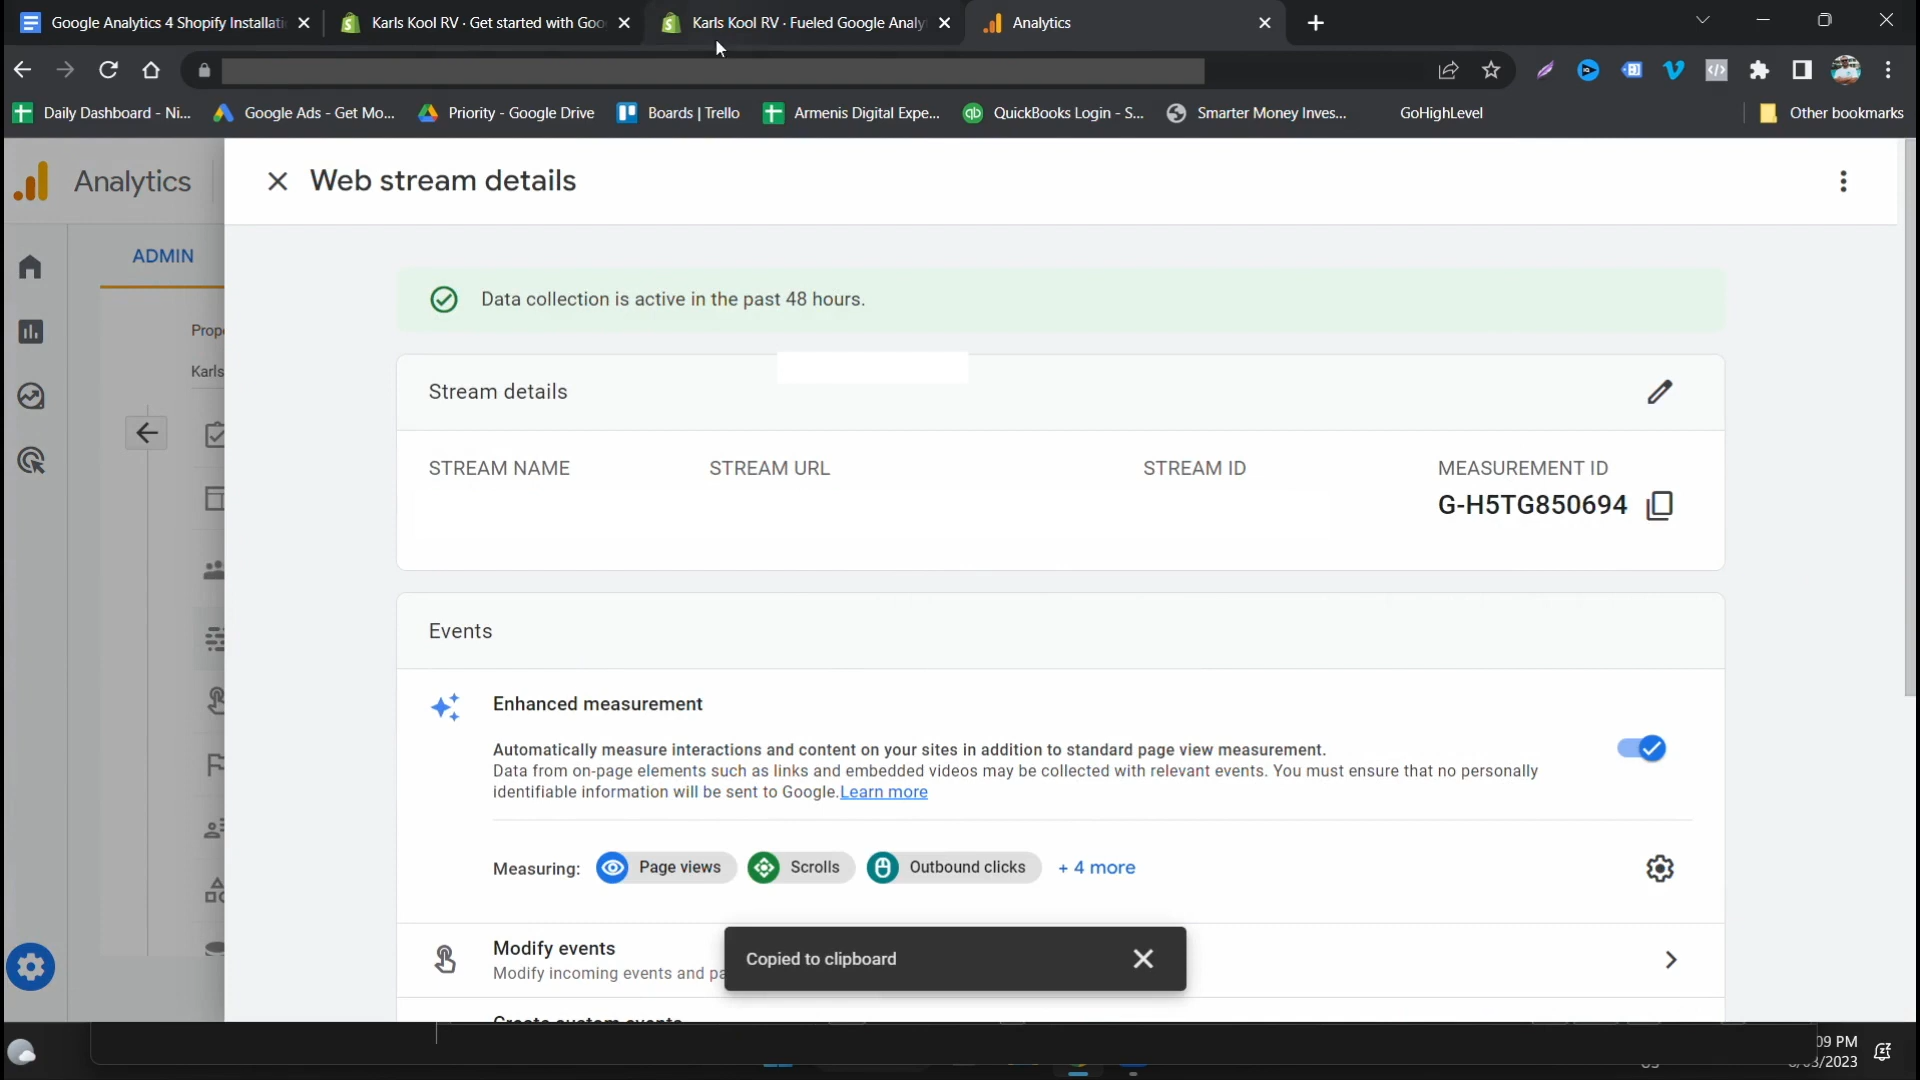 Google Analytics 4 Shopify Installati
Karls Kool RV · Get started with Goo
Karls Kool RV · Fueled Google Analy
Analytics
Daily Dashboard - Ni...
Google Ads - Get Mo...
Priority - Google Drive
Boards | Trello
Armenis Digital Expe...
QuickBooks Login - S...
Smarter Money Inves...
GoHighLevel
Other bookmarks
Analytics
Web stream details
ADMIN
Data collection is active in the past 48 hours.
Karls
Stream details
STREAM NAME
STREAM URL
STREAM ID
MEASUREMENT ID
G-H5TG850694
Events
Enhanced measurement
Automatically measure interactions and content on your sites in addition to standard page view measurement.
Data from on-page elements such as links and embedded videos may be collected with relevant events. You must ensure that no personally
identifiable information will be sent to Google. Learn more
Measuring:
Page views
Scrolls
Outbound clicks
+ 4 more
Modify events
Modify incoming events and
Copied to clipboard
Create custom events
09 PM
/2023